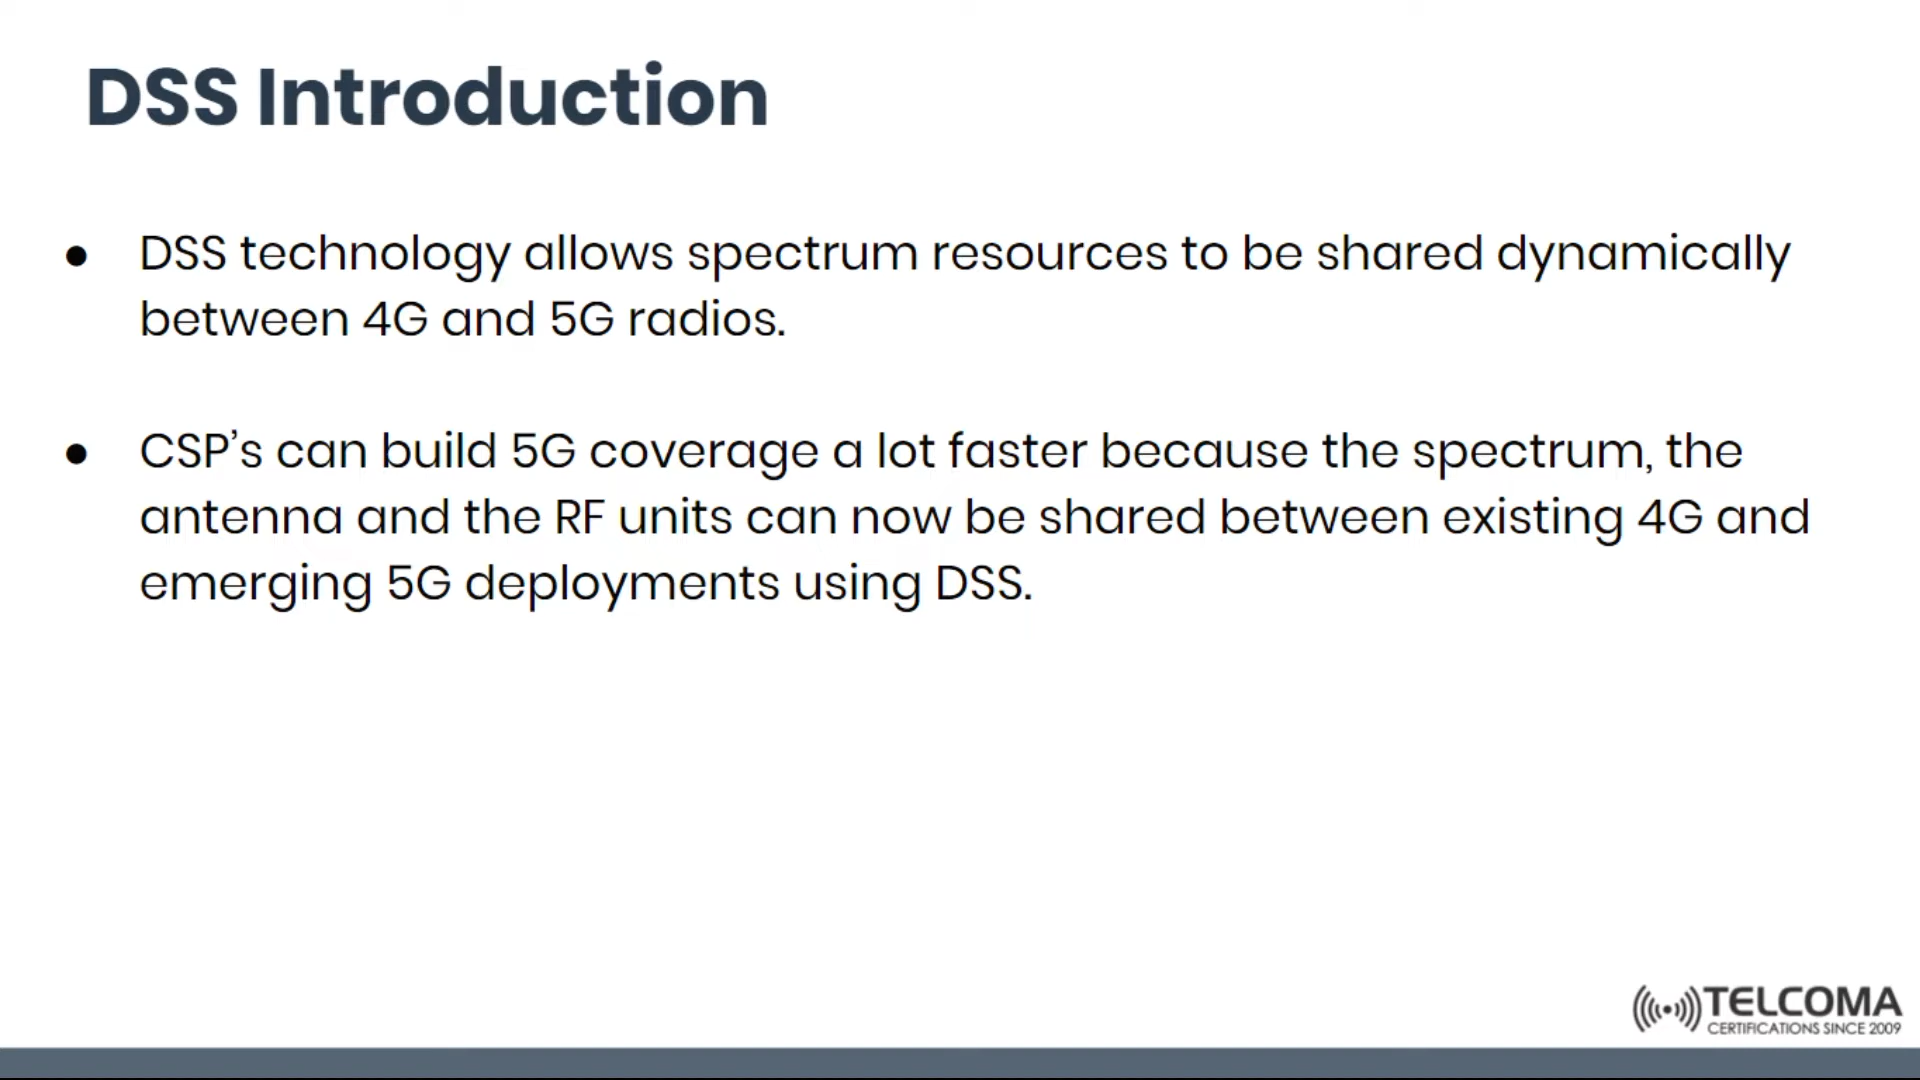 DSS Introduction
● DSS technology allows spectrum resources to be shared dynamically
between 4G and 5G radios.
● CSP’s can build 5G coverage a lot faster because the spectrum, the
antenna and the RF units can now be shared between existing 4G and
emerging 5G deployments using DSS.
TELCOMA
CERTIFICATIONS SINCE 2009